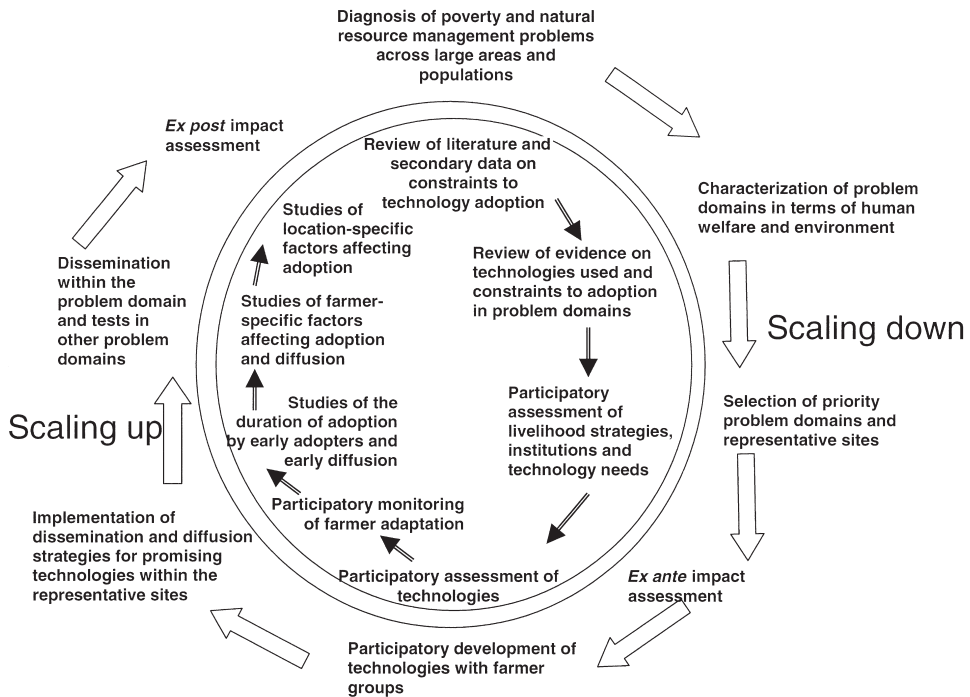 Diagnosis of poverty and natural
resource management problems
across large areas and
populations
Characterization of problem
domains in terms of human
welfare and environment
Scaling down
Selection of priority
problem domains and
representative sites
Ex ante impact
assessment
Participatory development of
technologies with farmer
groups
Implementation of
dissemination and diffusion
strategies for promising
technologies within the
representative sites
Scaling up
Dissemination
within the
problem domain
and tests in
other problem
domains
Ex post impact
assessment
Review of literature and
secondary data on
constraints to
technology adoption
Review of evidence on
technologies used and
constraints to adoption
in problem domains
Participatory
assessment of
livelihood strategies,
institutions and
technology needs
Participatory assessment of
technologies
Participatory monitoring
of farmer adaptation
Studies of the
duration of adoption
by early adopters and
early diffusion
Studies of farmer-
specific factors
affecting adoption
and diffusion
Studies of
location-specific
factors affecting
adoption